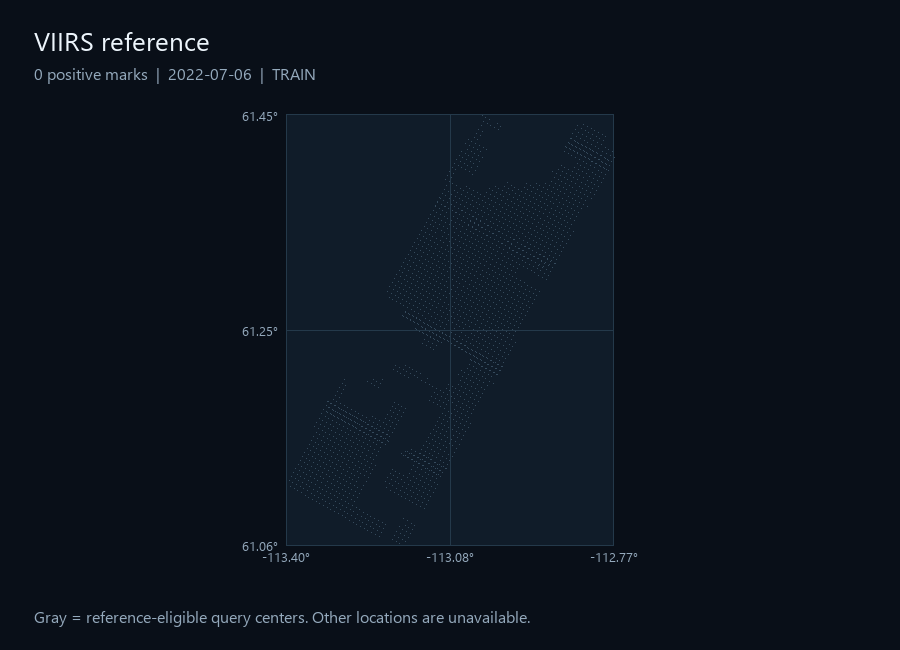 VIIRS reference
0 positive marks | 2022-07-06 | TRAIN
61.45°
61.25°
61.06°
-113.40°
-113.08°
-112.77°
Gray = reference-eligible query centers. Other locations are unavailable.